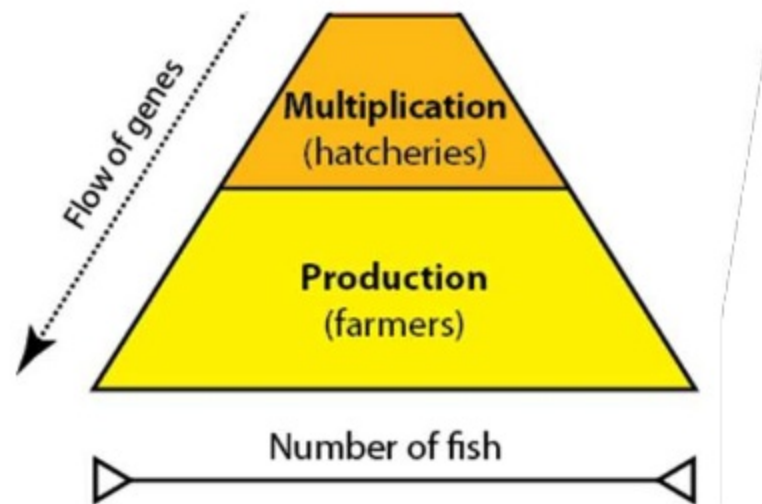 Flow of genes
Multiplication
(hatcheries)
Production
(farmers)
Number of fish